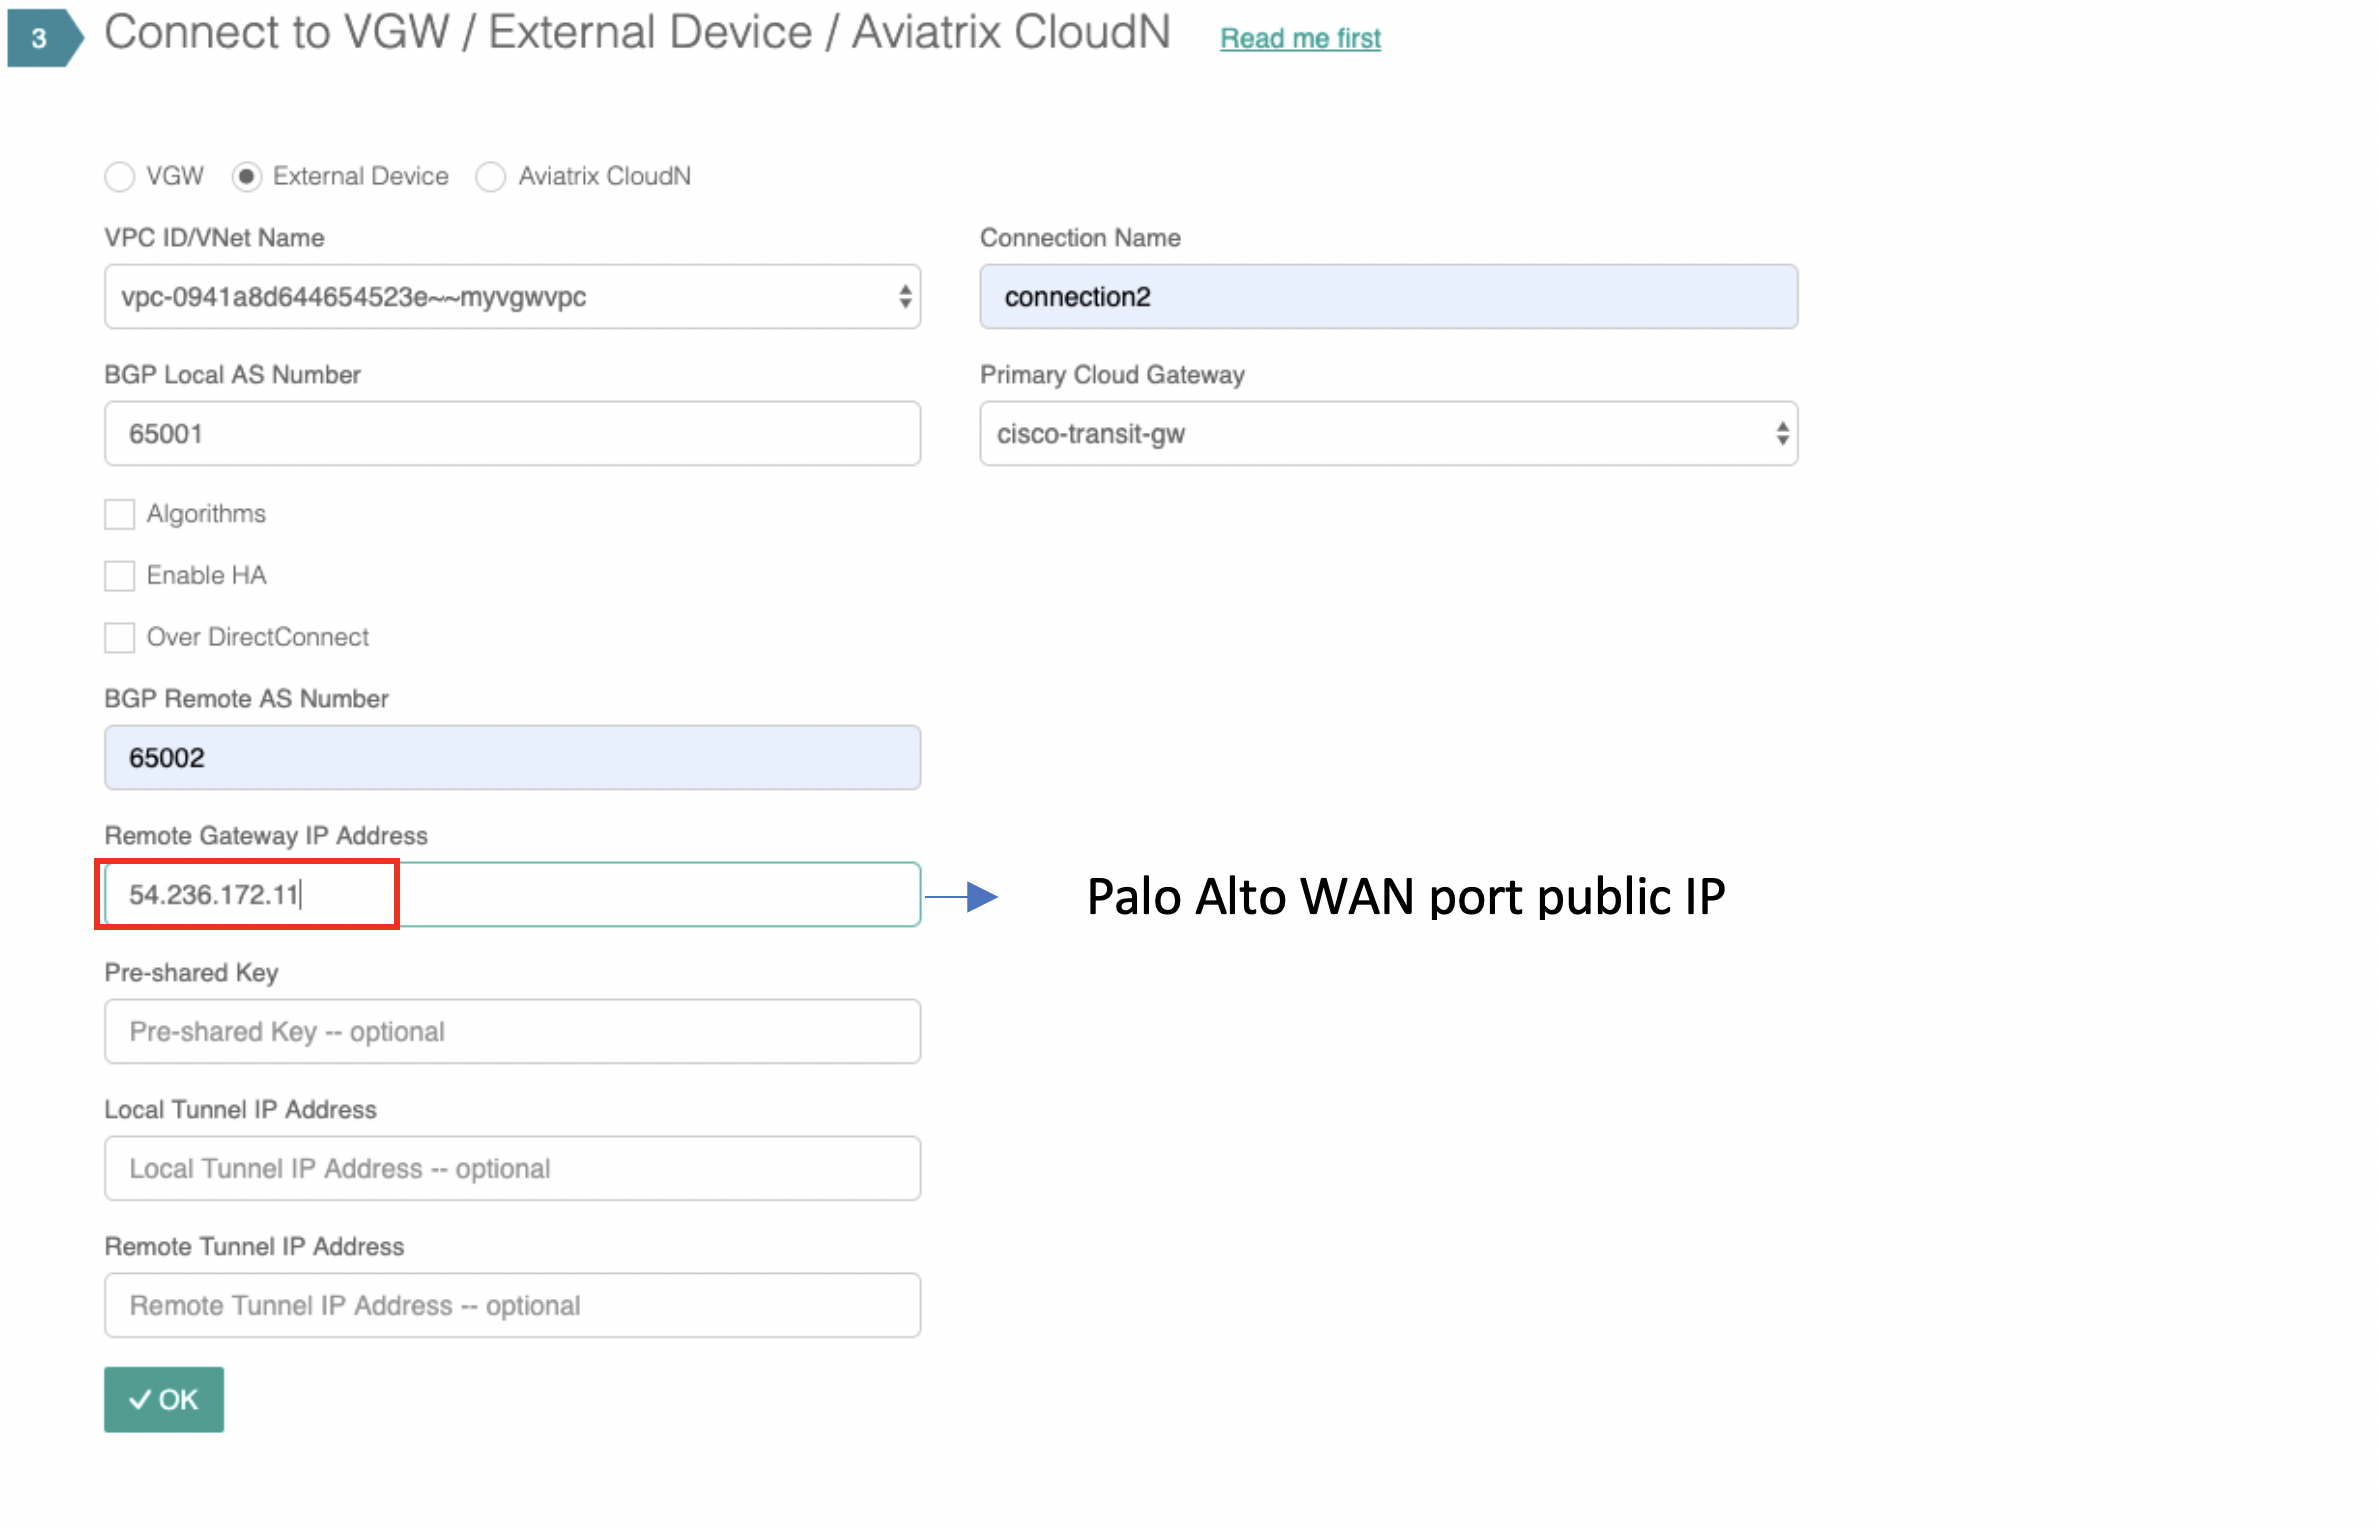 3 Connect to VGW / External Device / Aviatrix CloudN Read me first
VGW External Device Aviatrix CloudN
VPC ID/VNet Name Connection Name
vpc-0941a8d644654523e~~myvgwvpc connection2
BGP Local AS Number Primary Cloud Gateway
65001 cisco-transit-gw
Algorithms
Enable HA
Over DirectConnect
BGP Remote AS Number
65002
Remote Gateway IP Address
54.236.172.11 Palo Alto WAN port public IP
Pre-shared Key
Pre-shared Key -- optional
Local Tunnel IP Address
Local Tunnel IP Address -- optional
Remote Tunnel IP Address
Remote Tunnel IP Address -- optional
OK